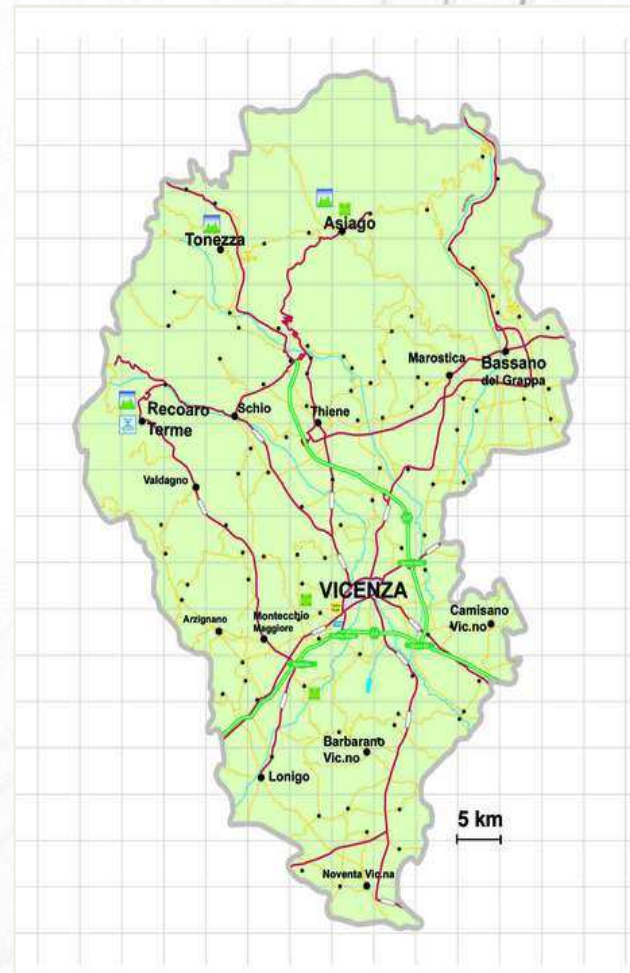 Asiago
Tonezza
Marostica
Bassano
del Grappa
Recoaro
Terme
Schio
Thiene
Valdagno
VICENZA
Camisano
Vic.no
Arzignano
Montecchio
Maggiore
Barbarano
Vic.no
Lonigo
5 km
Noventa Vic.na